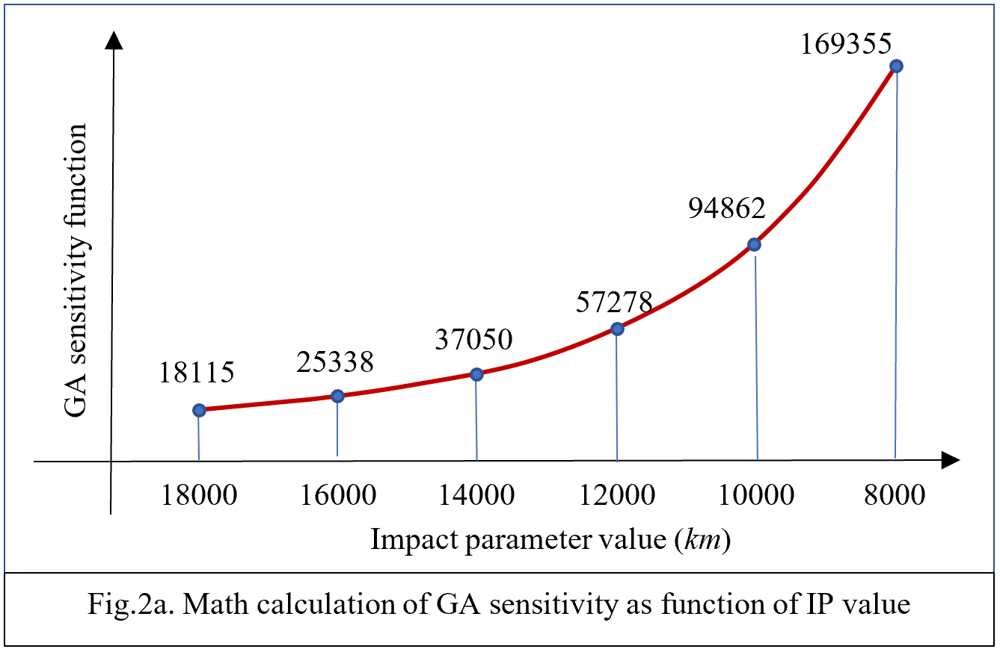 169355
94862
57278
37050
25338
18115
GA sensitivity function
18000 16000 14000 12000 10000 8000
Impact parameter value (km)
Fig.2a. Math calculation of GA sensitivity as function of IP value